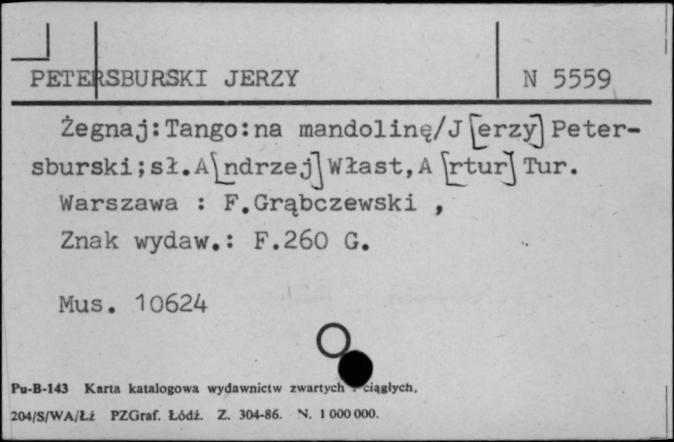 PETERSBURSKI JERZY N 5559
Żegnaj:Tango:na mandolinę/J[erzy]Peter-
sburski;sł.A[ndrzej]Włast,A[rtur]Tur.
Warszawa : F.Grąbczewski ,
Znak wydaw.: F.260 G.
Mus. 10624
Pu-B-143 Karta katalogowa wydawnictw zwartych i ciągłych,
204/S/WA/Łż PZGraf. Łódź. Z. 304-86. N. 1 000 000.